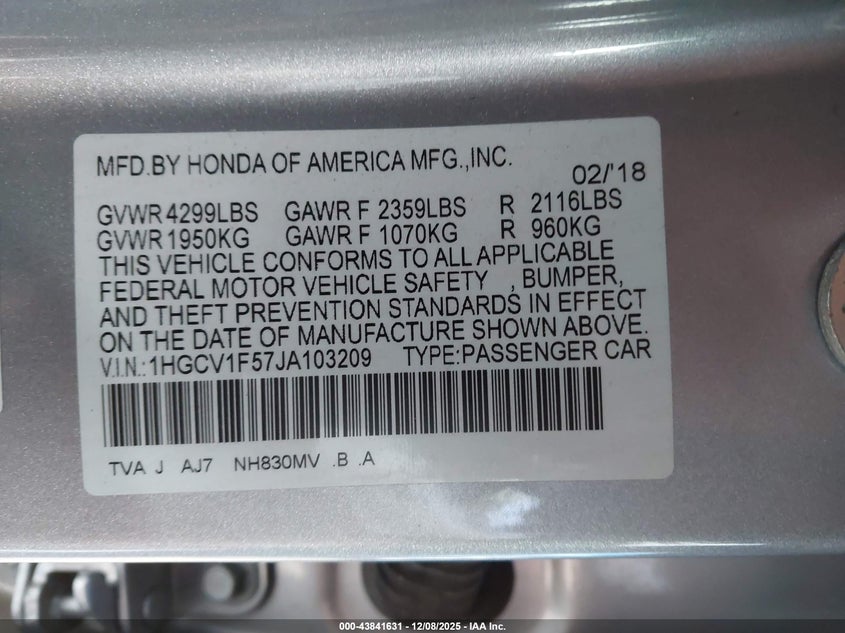 MFD.BY HONDA OF AMERICA MFG.,INC. 02/'18
GVWR 4299LBS GAWR F 2359LBS R 2116LBS
GVWR 1950KG GAWR F 1070KG R 960KG
THIS VEHICLE CONFORMS TO ALL APPLICABLE
FEDERAL MOTOR VEHICLE SAFETY , BUMPER,
AND THEFT PREVENTION STANDARDS IN EFFECT
ON THE DATE OF MANUFACTURE SHOWN ABOVE.
V.I.N.:1HGCV1F57JA103209 TYPE:PASSENGER CAR
TVA J AJ7 NH830MV .B .A
000-43841631 - 12/08/2025 - IAA Inc.